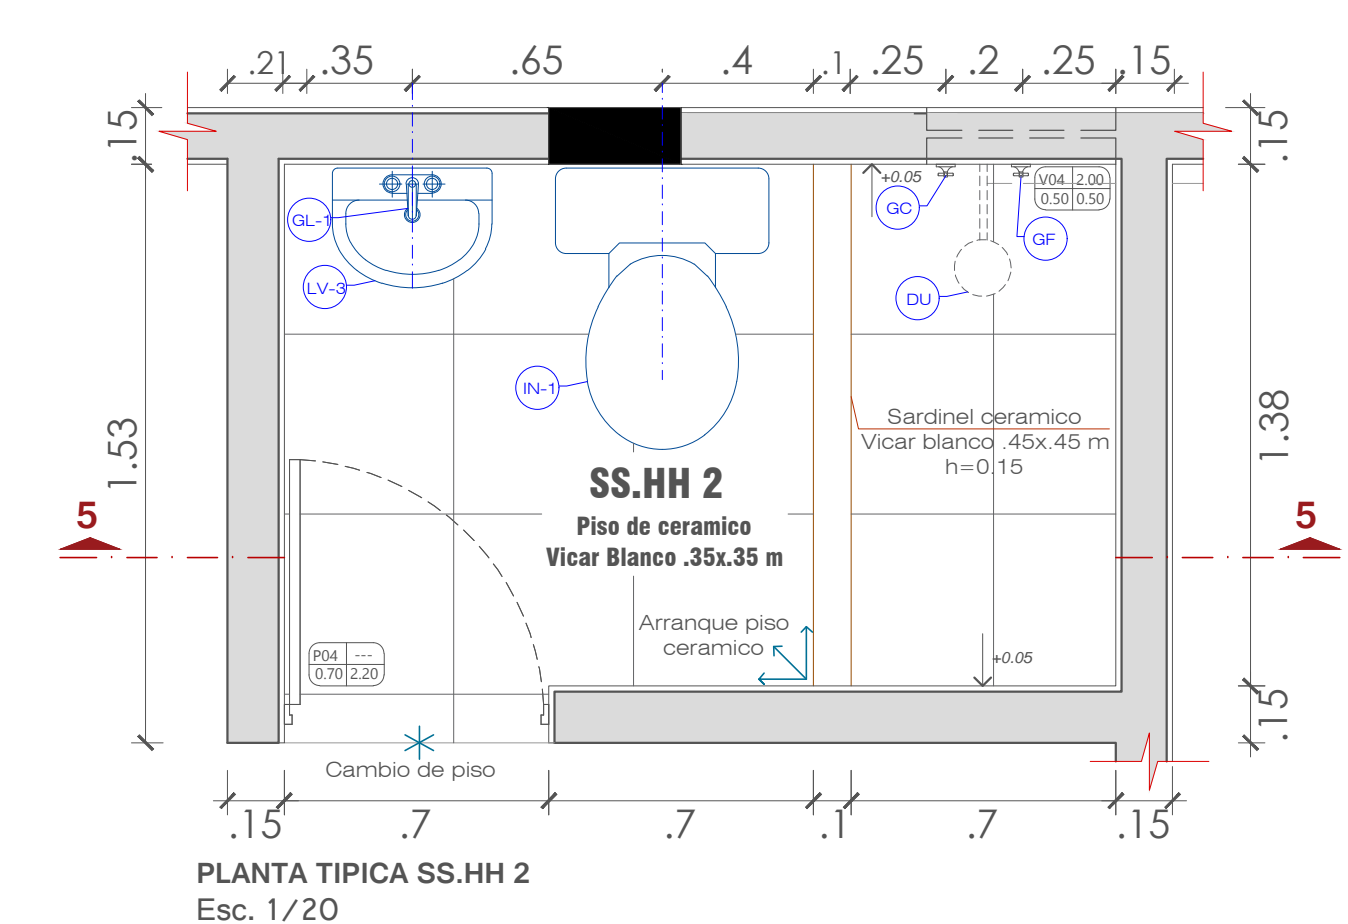 .21 .35 .65 .4 .1 .25 .2 .25 .15
.15
.15
+0.05
V04 2.00
0.50 0.50
GC
GL-1
GF
LV-3
DU
IN-1
Sardinel ceramico
Vicar blanco .45x.45 m
h=0.15
1.53
1.38
SS.HH 2
Piso de ceramico
Vicar Blanco .35x.35 m
5
5
Arranque piso
ceramico
P04 ---
0.70 2.20
+0.05
.15
Cambio de piso
.15 .7 .7 .1 .7 .15
PLANTA TIPICA SS.HH 2
Esc. 1/20